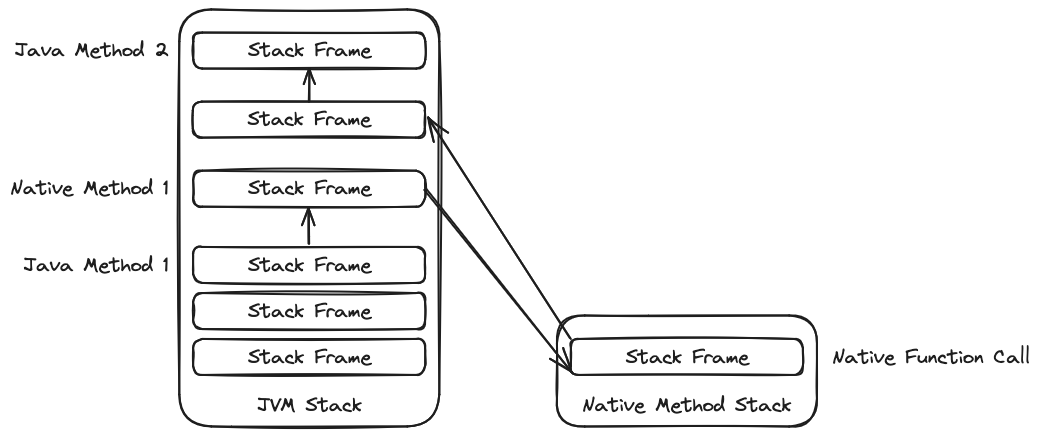 Java Method 2
Stack Frame
Stack Frame
Native Method 1
Stack Frame
Java Method 1
Stack Frame
Stack Frame
Stack Frame
JVM Stack
Stack Frame
Native Function Call
Native Method Stack